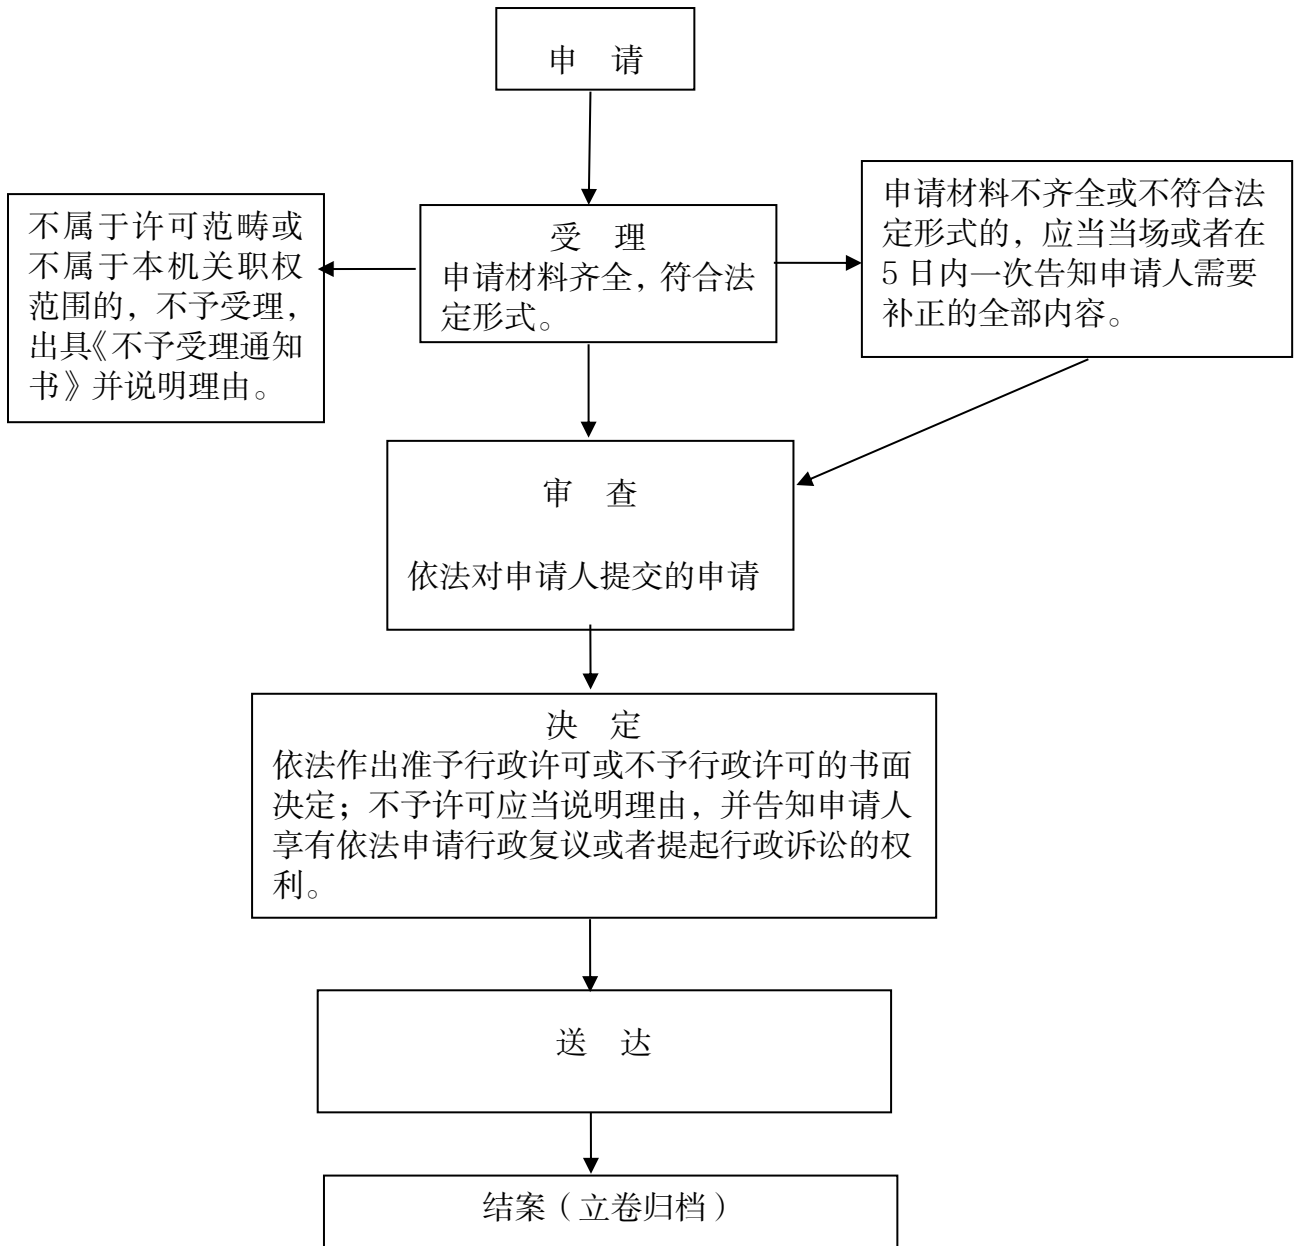 申 请
不属于许可范畴或
不属于本机关职权
范围的，不予受理，
出具《不予受理通知
书》并说明理由。
受 理
申请材料齐全，符合法
定形式。
申请材料不齐全或不符合法
定形式的，应当当场或者在
5 日内一次告知申请人需要
补正的全部内容。
审 查
依法对申请人提交的申请
决 定
依法作出准予行政许可或不予行政许可的书面
决定；不予许可应当说明理由，并告知申请人
享有依法申请行政复议或者提起行政诉讼的权
利。
送 达
结案（立卷归档）